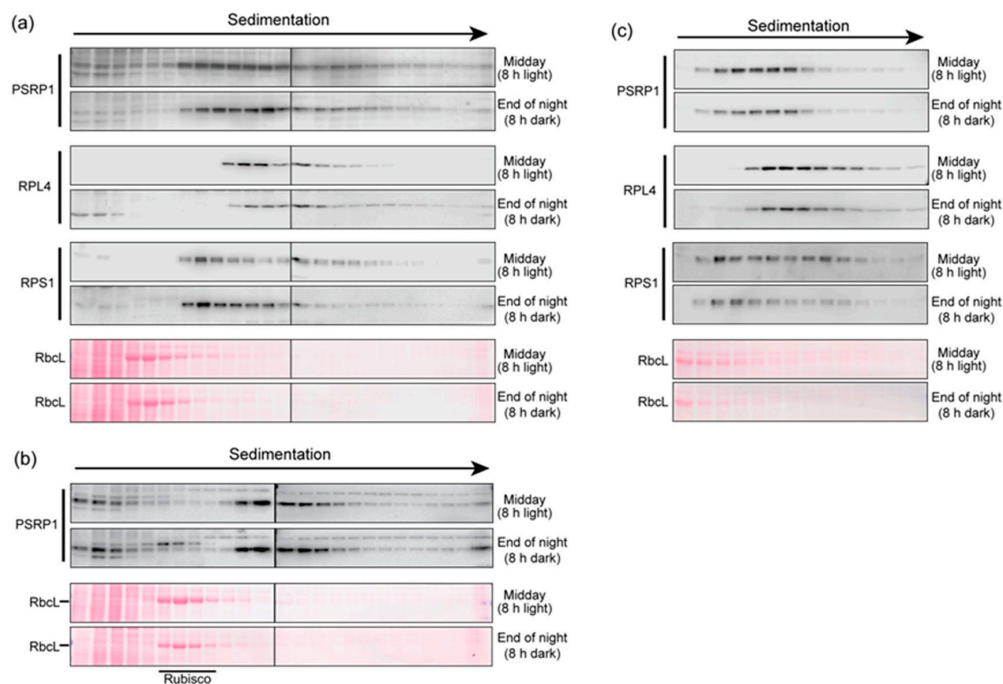 (a)
Sedimentation
PSRP1
Midday
(8 h light)
End of night
(8 h dark)
RPL4
Midday
(8 h light)
End of night
(8 h dark)
RPS1
Midday
(8 h light)
End of night
(8 h dark)
RbcL
Midday
(8 h light)
RbcL
End of night
(8 h dark)
(b)
Sedimentation
PSRP1
Midday
(8 h light)
End of night
(8 h dark)
RbcL
Midday
(8 h light)
RbcL
End of night
(8 h dark)
Rubisco
(c)
Sedimentation
PSRP1
Midday
(8 h light)
End of night
(8 h dark)
RPL4
Midday
(8 h light)
End of night
(8 h dark)
RPS1
Midday
(8 h light)
End of night
(8 h dark)
RbcL
Midday
(8 h light)
RbcL
End of night
(8 h dark)